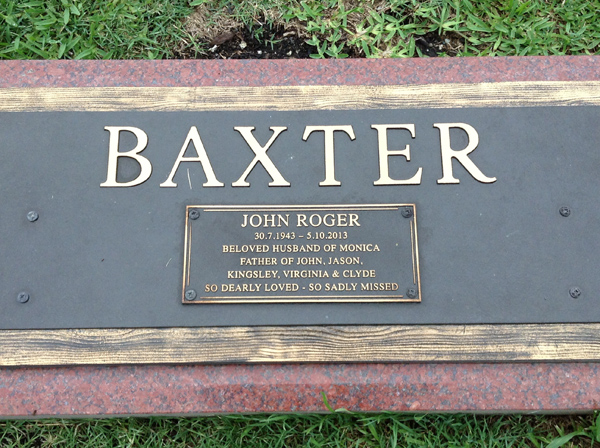 BAXTER
JOHN ROGER
30.7.1943 – 5.10.2013
BELOVED HUSBAND OF MONICA
FATHER OF JOHN, JASON,
KINGSLEY, VIRGINIA & CLYDE
SO DEARLY LOVED - SO SADLY MISSED